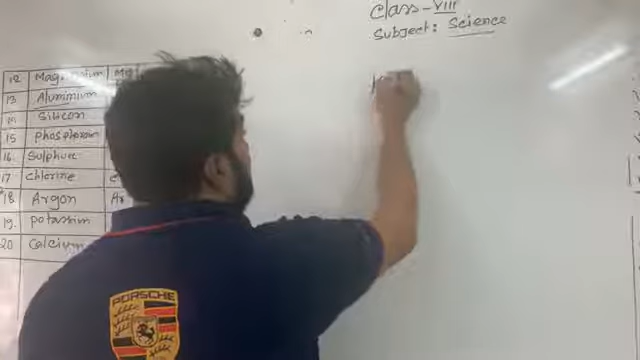 Class - VIII
Subject: Science
12 Magnesium Mg
13 Aluminium
14 Silicon
15 Phosphorous
16 Sulphur
17 Chlorine
18 Argon Ar
19. Potassium
20 Calcium
PORSCHE